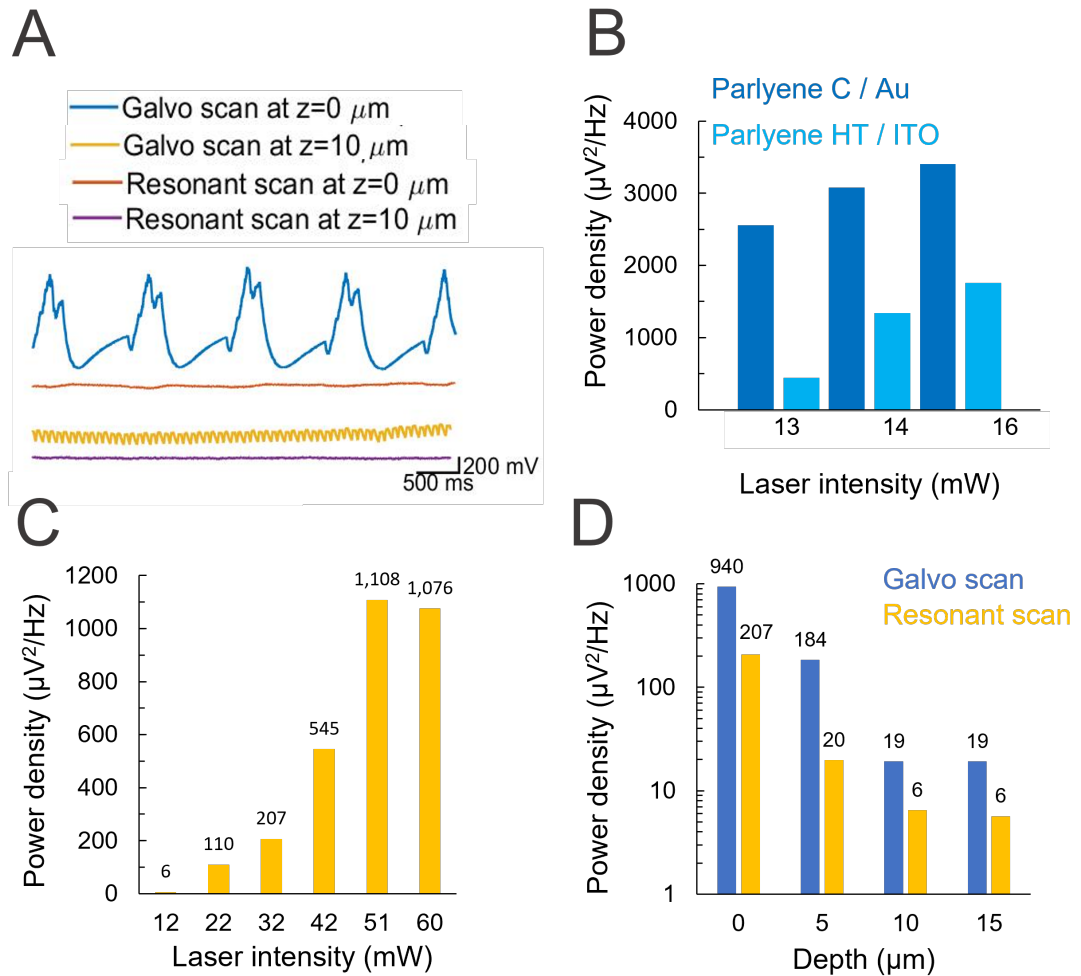 A
Galvo scan at z=0 μm
Galvo scan at z=10 μm
Resonant scan at z=0 μm
Resonant scan at z=10 μm
200 mV
500 ms
B
Parlyene C / Au
Parlyene HT / ITO
Power density (µV²/Hz)
4000
3000
2000
1000
0
13 14 16
Laser intensity (mW)
C
Power density (µV²/Hz)
1200
1000
800
600
400
200
0
6
110
207
545
1,108
1,076
12 22 32 42 51 60
Laser intensity (mW)
D
Galvo scan
Resonant scan
Power density (µV²/Hz)
1000
100
10
1
940
207
184
20
19
6
19
6
0 5 10 15
Depth (µm)